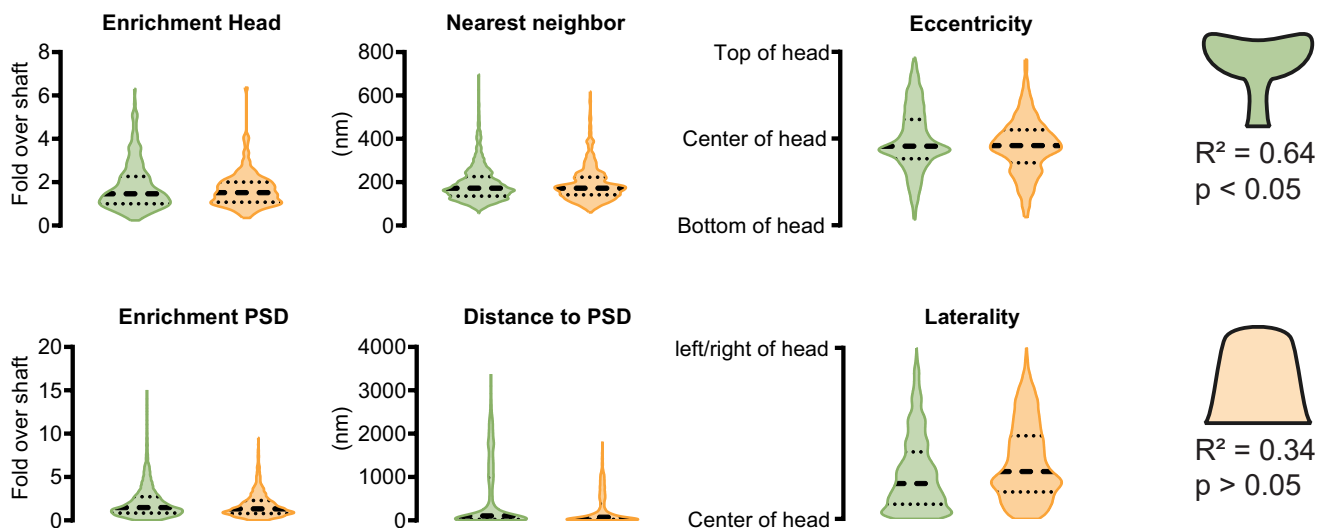 Enrichment Head
Fold over shaft
8
6
4
2
0
Nearest neighbor
(nm)
800
600
400
200
0
Eccentricity
Top of head
Center of head
Bottom of head
R² = 0.64
p < 0.05
Enrichment PSD
Fold over shaft
20
15
10
5
0
Distance to PSD
(nm)
4000
3000
2000
1000
0
Laterality
left/right of head
Center of head
R² = 0.34
p > 0.05